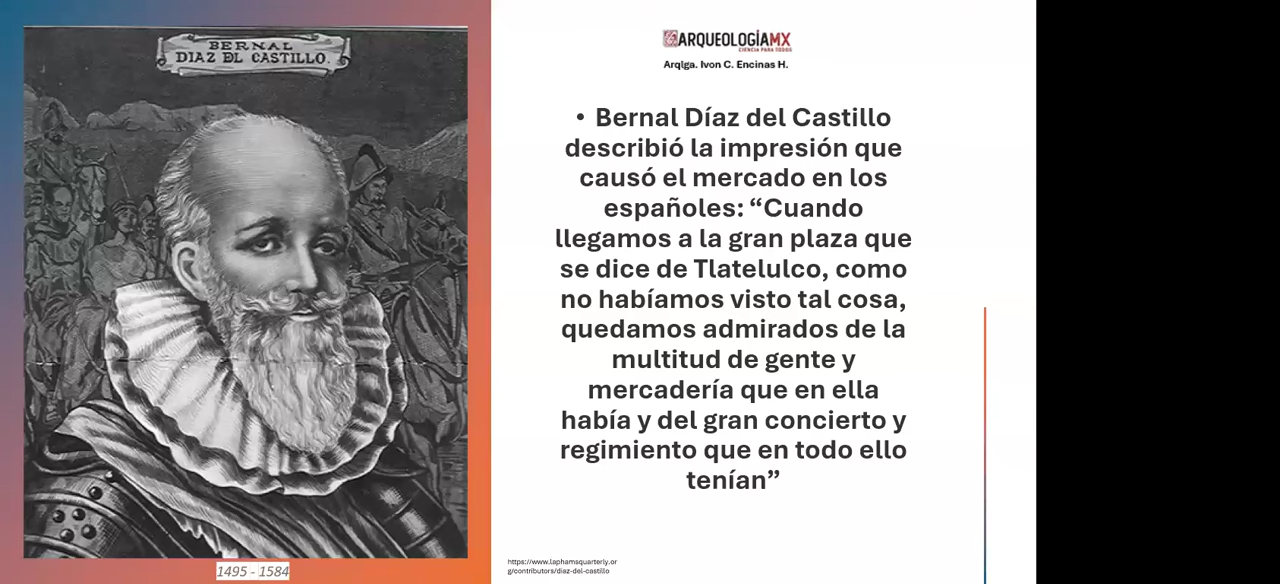 BERNAL
DIAZ DEL CASTILLO.
1495 - 1584
ARQUEOLOGÍAMX
CIENCIA PARA TODOS
Arqlga. Ivon C. Encinas H.
• Bernal Díaz del Castillo
describió la impresión que
causó el mercado en los
españoles: “Cuando
llegamos a la gran plaza que
se dice de Tlatelulco, como
no habíamos visto tal cosa,
quedamos admirados de la
multitud de gente y
mercadería que en ella
había y del gran concierto y
regimiento que en todo ello
tenían”
https://www.laphamsquarterly.or
g/contributors/diaz-del-castillo